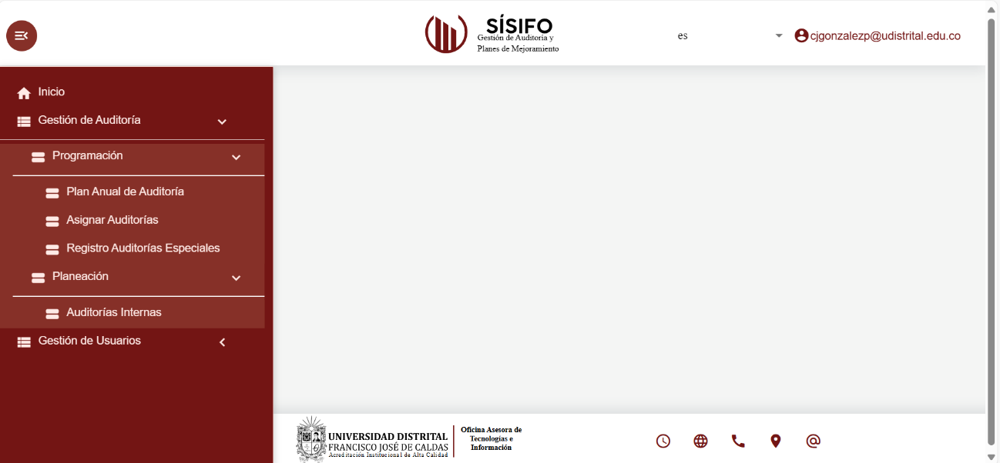 SÍSIFO
Gestión de Auditoría y
Planes de Mejoramiento
es
cjgonzalezp@udistrital.edu.co
Inicio
Gestión de Auditoría
Programación
Plan Anual de Auditoría
Asignar Auditorías
Registro Auditorías Especiales
Planeación
Auditorías Internas
Gestión de Usuarios
UNIVERSIDAD DISTRITAL
FRANCISCO JOSÉ DE CALDAS
Acreditación Institucional de Alta Calidad
Oficina Asesora de
Tecnologías e
Información